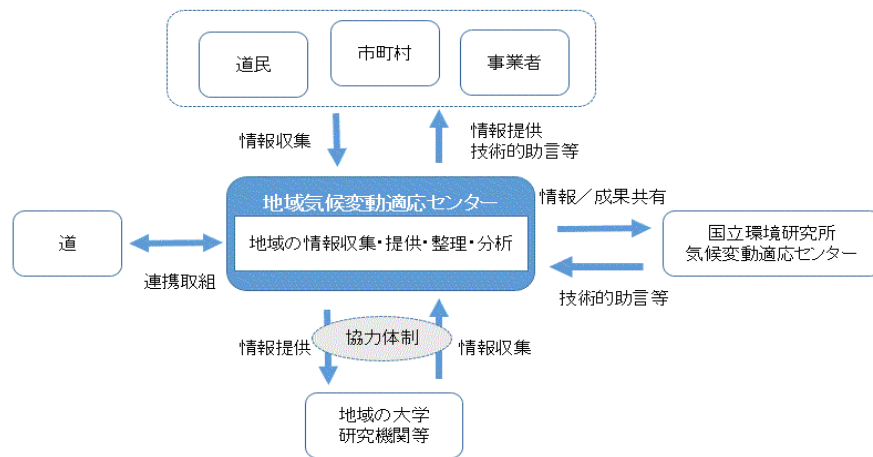 道民
市町村
事業者
情報収集
情報提供
技術的助言等
地域気候変動適応センター
地域の情報収集・提供・整理・分析
道
連携取組
情報／成果共有
国立環境研究所
気候変動適応センター
技術的助言等
情報提供
協力体制
情報収集
地域の大学
研究機関等